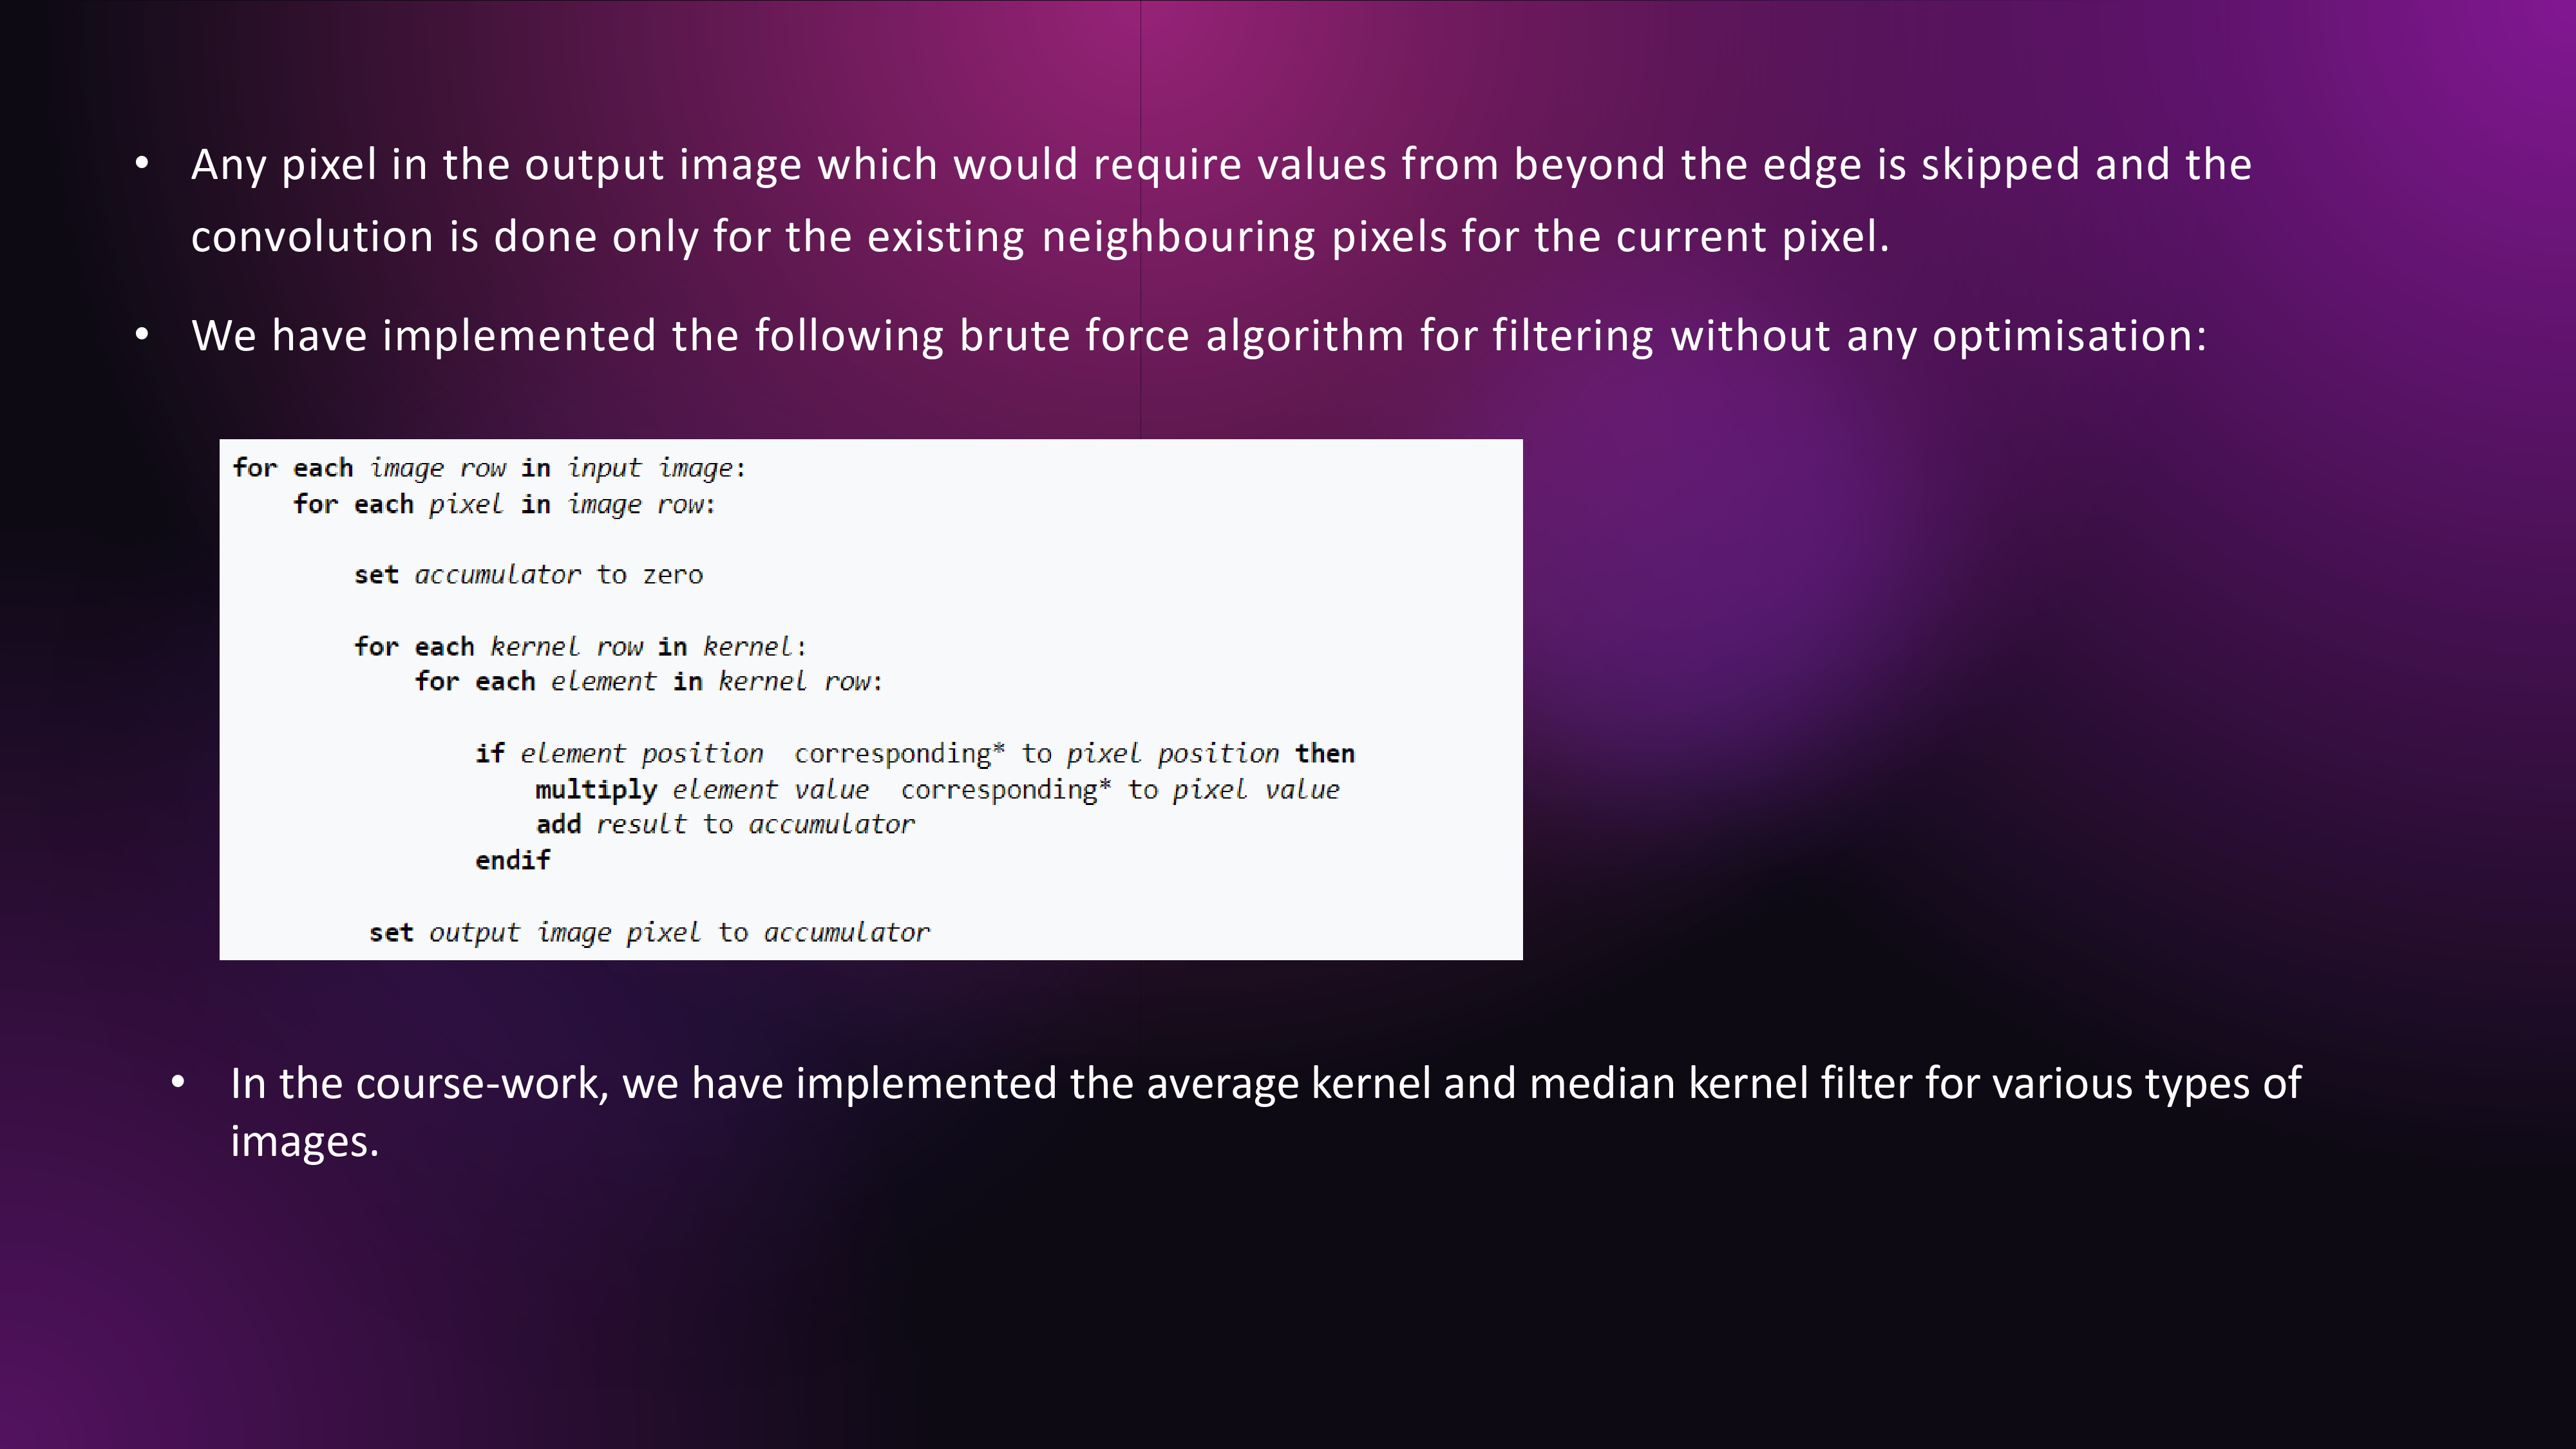 • Any pixel in the output image which would require values from beyond the edge is skipped and the
convolution is done only for the existing neighbouring pixels for the current pixel.
• We have implemented the following brute force algorithm for filtering without any optimisation:
for each image row in input image:
for each pixel in image row:
set accumulator to zero
for each kernel row in kernel:
for each element in kernel row:
if element position corresponding* to pixel position then
multiply element value corresponding* to pixel value
add result to accumulator
endif
set output image pixel to accumulator
• In the course-work, we have implemented the average kernel and median kernel filter for various types of
images.